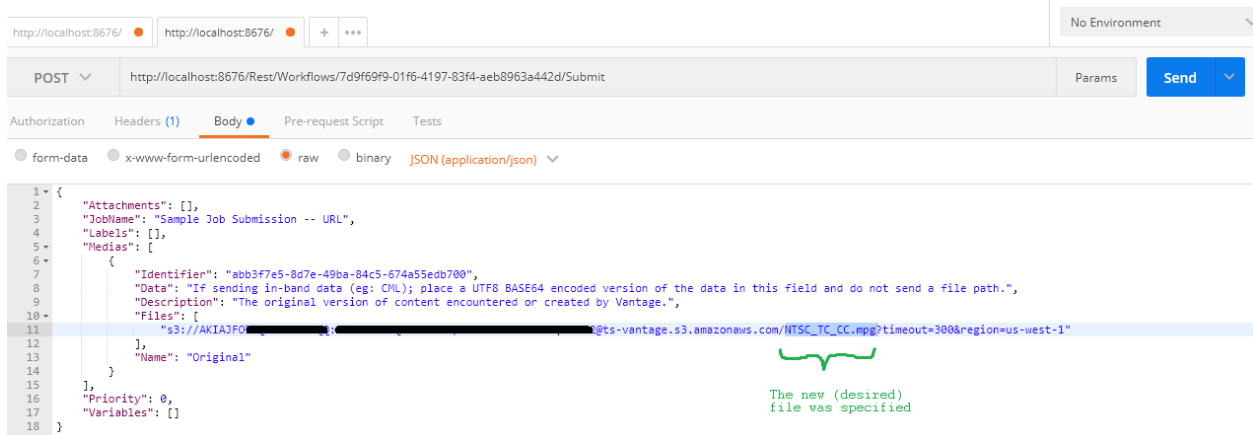 No Environment
http://localhost:8676/ http://localhost:8676/ + •••
POST http://localhost:8676/Rest/Workflows/7d9f69f9-01f6-4197-83f4-aeb8963a442d/Submit Params Send
Authorization Headers (1) Body Pre-request Script Tests
form-data x-www-form-urlencoded raw binary JSON (application/json)
1 {
2 "Attachments": [],
3 "JobName": "Sample Job Submission -- URL",
4 "Labels": [],
5 "Medias": [
6 {
7 "Identifier": "abb3f7e5-8d7e-49ba-84c5-674a55edb700",
8 "Data": "If sending in-band data (eg: CML); place a UTF8 BASE64 encoded version of the data in this field and do not send a file path.",
9 "Description": "The original version of content encountered or created by Vantage.",
10 "Files": [
11 "s3://AKIAJFO @ts-vantage.s3.amazonaws.com/NTSC_TC_CC.mpg?timeout=300&region=us-west-1"
12 ],
13 "Name": "Original"
14 }
15 ],
16 "Priority": 0,
17 "Variables": []
18 }
The new (desired)
file was specified